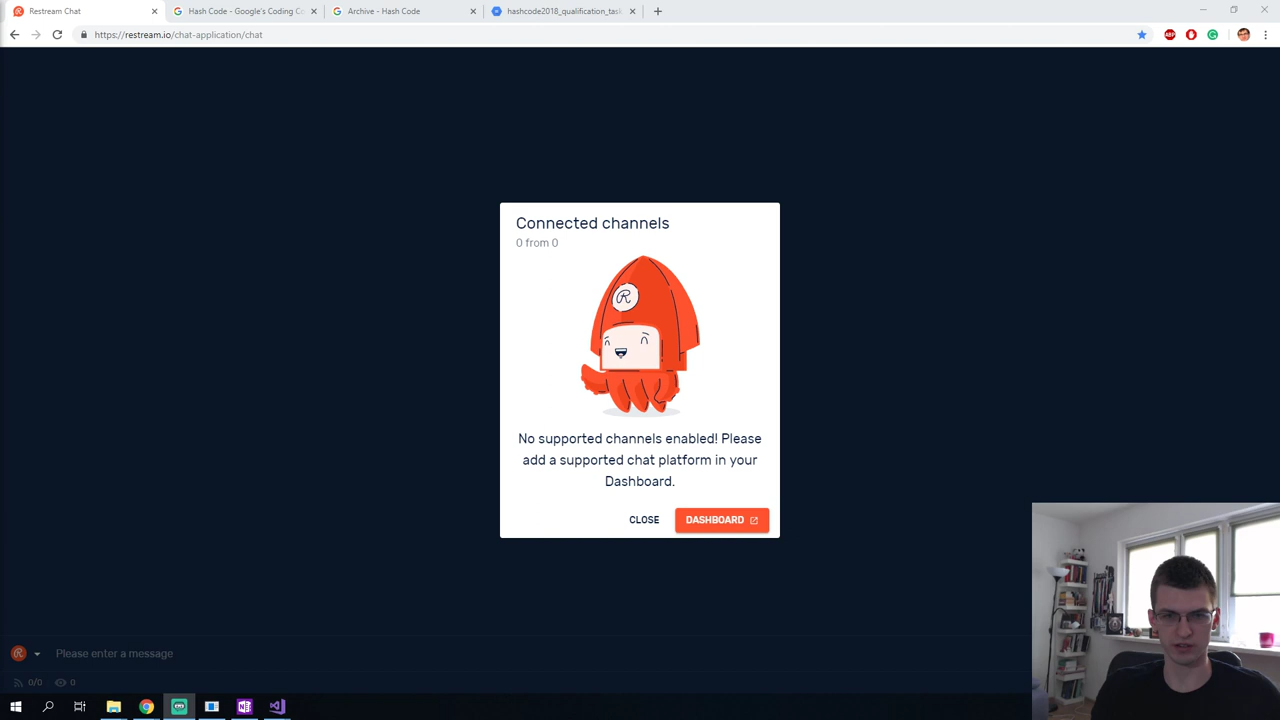 Restream Chat
Hash Code - Google's Coding Co
Archive - Hash Code
hashcode2018_qualification_task
https://restream.io/chat-application/chat
ABP
Connected channels
0 from 0
R
No supported channels enabled! Please
add a supported chat platform in your
Dashboard.
CLOSE
DASHBOARD
Please enter a message
0/0
0